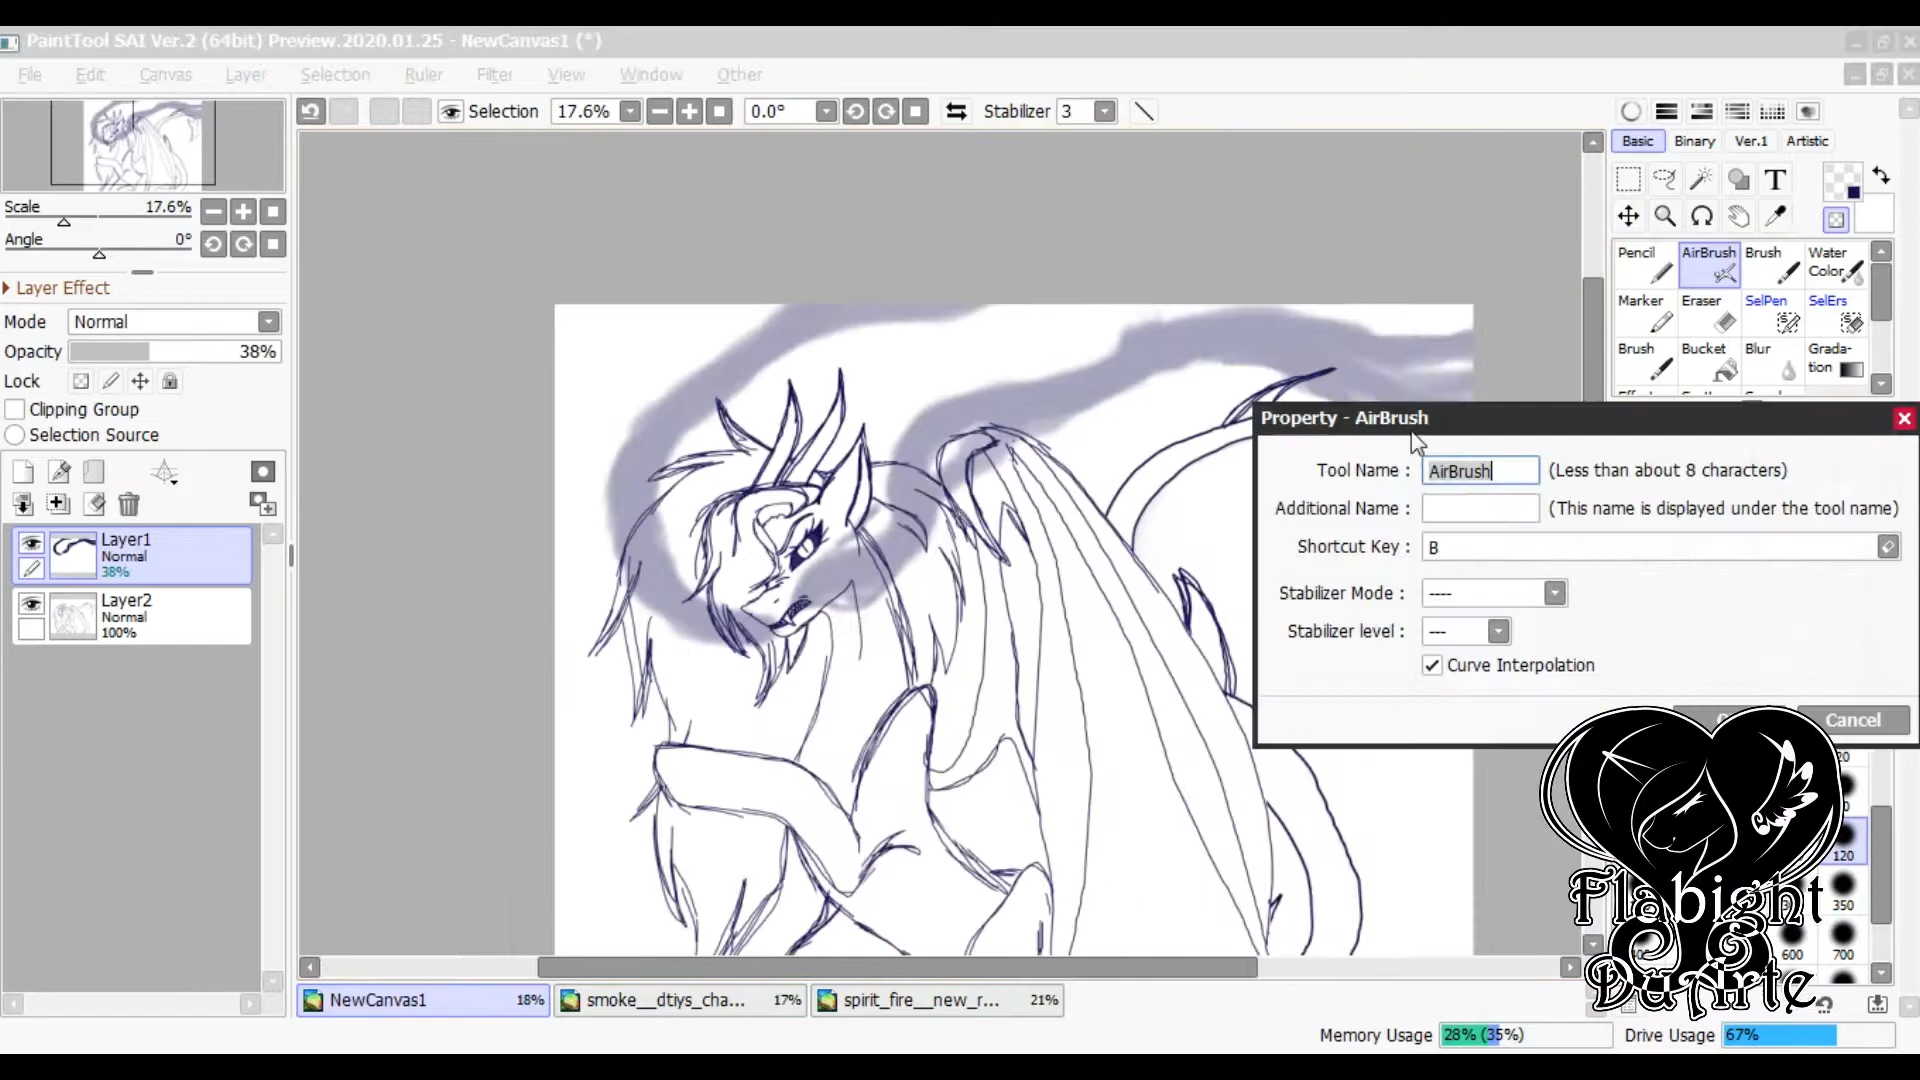 PaintTool SAI Ver.2 (64bit) Preview.2020.01.25 - NewCanvas1 (*)
File Edit Canvas Layer Selection Ruler Filter View Window Other
Selection 17.6% 0.0° Stabilizer 3
Basic Binary Ver.1 Artistic
Scale 17.6%
Angle 0°
Layer Effect
Mode Normal
Opacity 38%
Lock
Clipping Group
Selection Source
Layer1
Normal
38%
Layer2
Normal
100%
Pencil AirBrush Brush Water Color
Marker Eraser SelPen SelErs
Brush Bucket Blur Grada-tion
Property - AirBrush
Tool Name : AirBrush (Less than about 8 characters)
Additional Name : (This name is displayed under the tool name)
Shortcut Key : B
Stabilizer Mode : ----
Stabilizer level : ---
Curve Interpolation
Cancel
120
350
600 700
Flabight
DuArte
NewCanvas1 18% smoke__dtiys_cha... 17% spirit_fire__new_r... 21%
Memory Usage 28% (35%) Drive Usage 67%